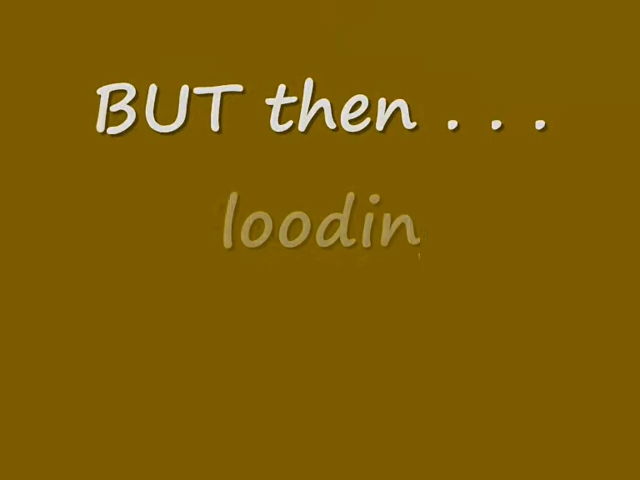 BUT then . . .
loodin